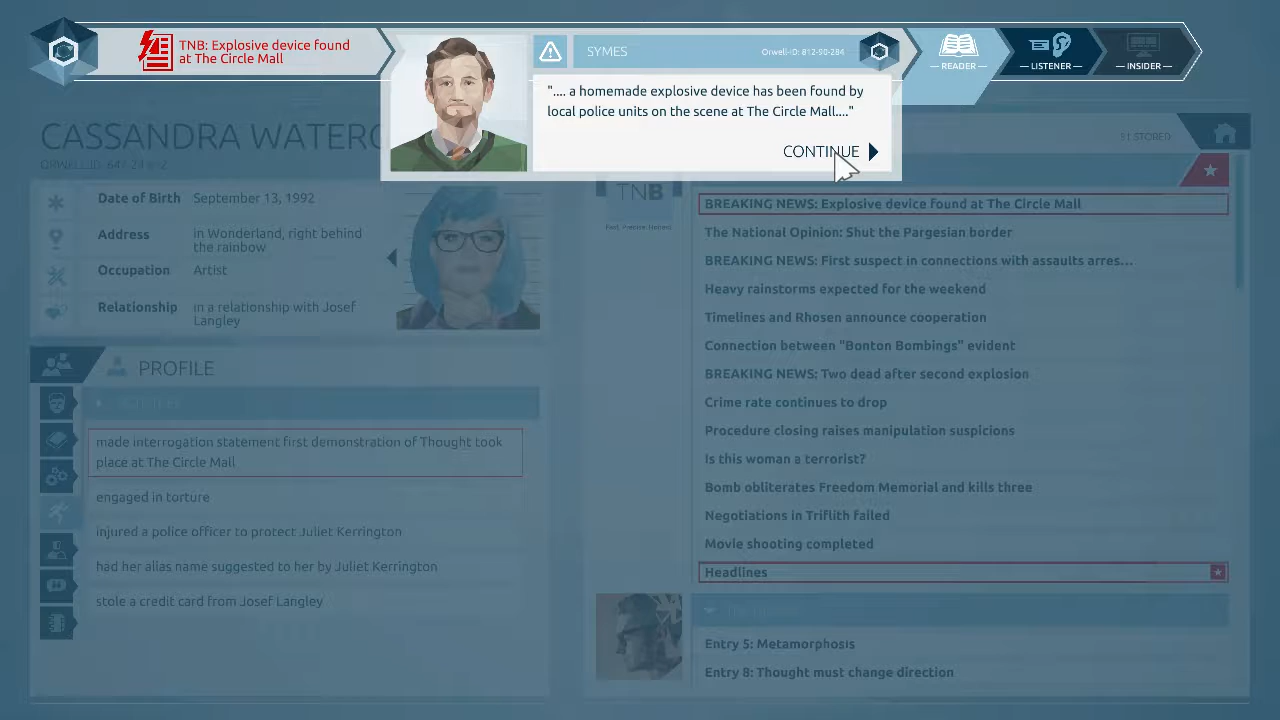 TNB: Explosive device found
at The Circle Mall
SYMES
Orwell-ID: 812-90-284
".... a homemade explosive device has been found by
local police units on the scene at The Circle Mall...."
CONTINUE
READER
LISTENER
INSIDER
CASSANDRA
Date of Birth
September 13, 1992
Address
in Wonderland, right behind
the rainbow
Occupation
Artist
Relationship
in a relationship with Josef
Langley
PROFILE
made interrogation statement first demonstration of Thought took
place at The Circle Mall
engaged in torture
injured a police officer to protect Juliet Kerrington
had her alias name suggested to her by Juliet Kerrington
stole a credit card from Josef Langley
STORED
TNB
Fast. Precise. Honest.
BREAKING NEWS: Explosive device found at The Circle Mall
The National Opinion: Shut the Pargesian border
BREAKING NEWS: First suspect in connections with assaults arres...
Heavy rainstorms expected for the weekend
Timelines and Rhosen announce cooperation
Connection between "Bonton Bombings" evident
BREAKING NEWS: Two dead after second explosion
Crime rate continues to drop
Procedure closing raises manipulation suspicions
Is this woman a terrorist?
Bomb obliterates Freedom Memorial and kills three
Negotiations in Triflith failed
Movie shooting completed
Headlines
Entry 5: Metamorphosis
Entry 8: Thought must change direction